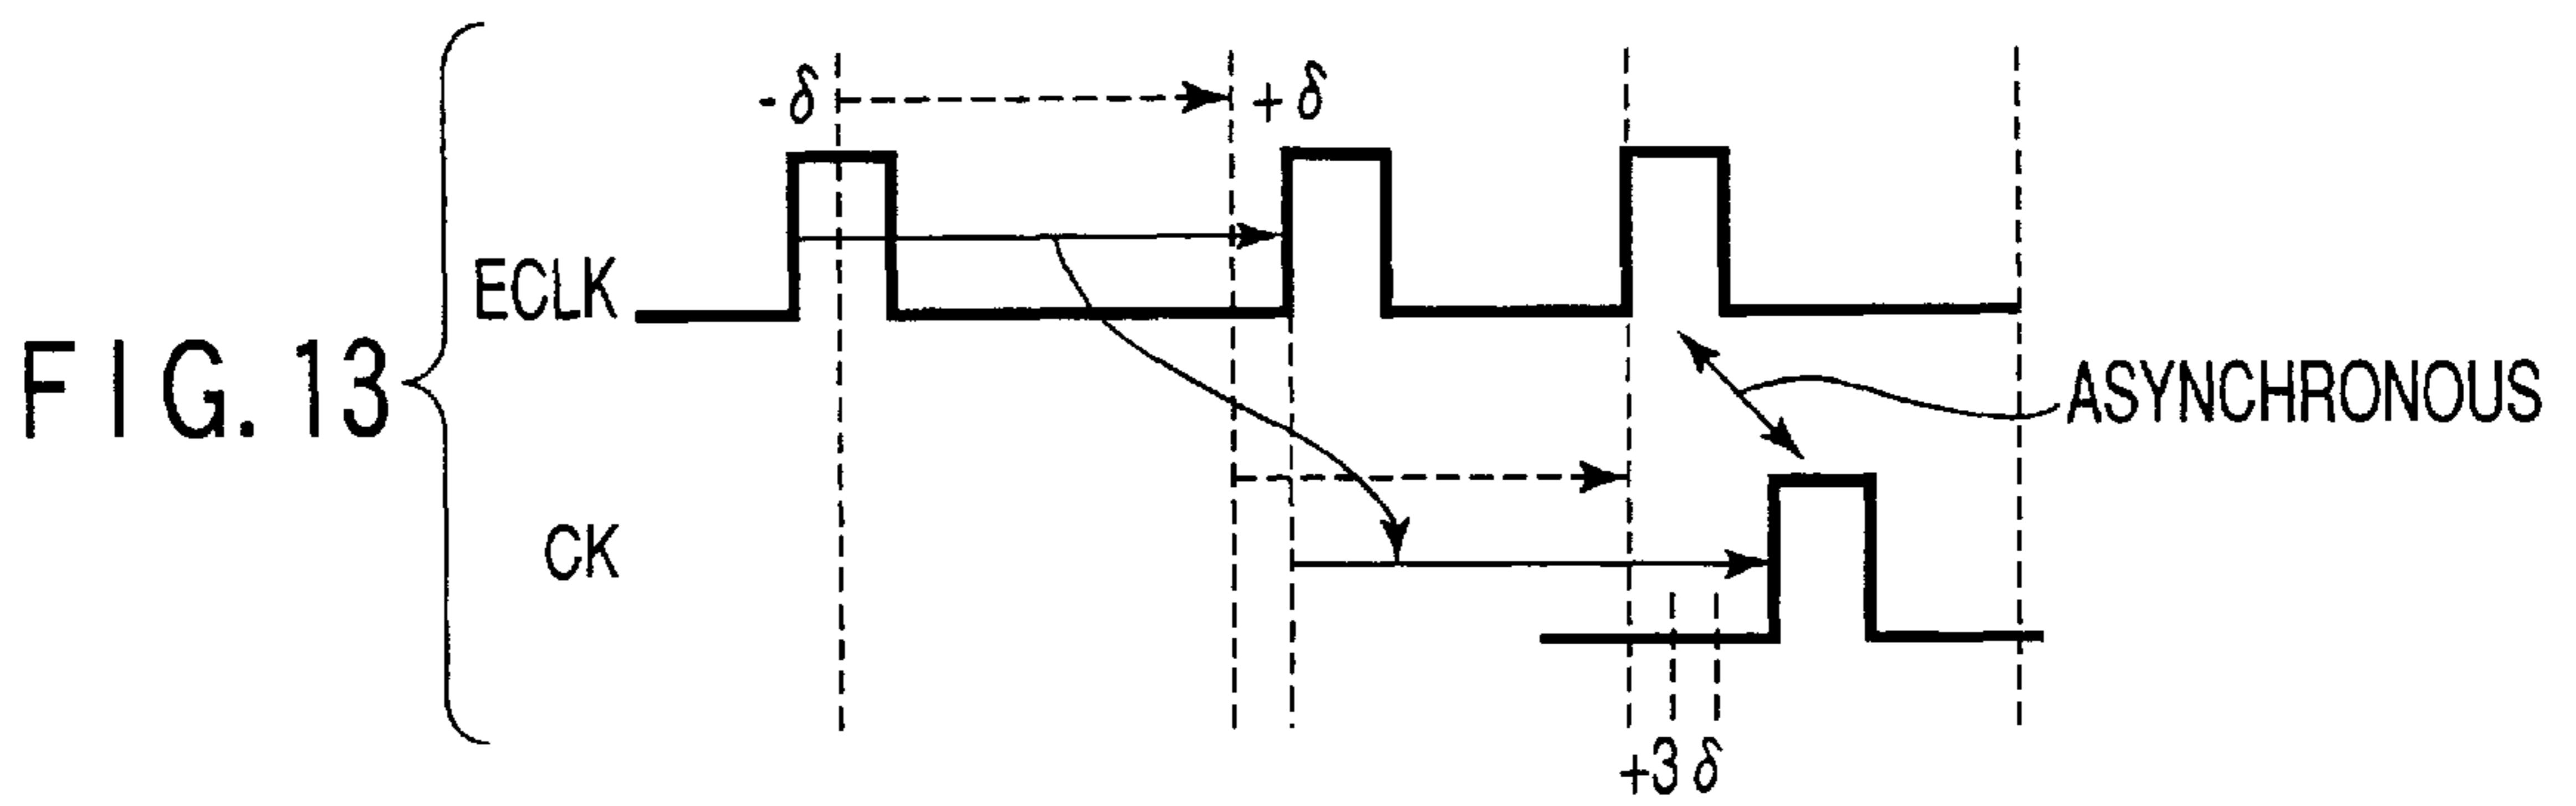 FIG. 13
-δ
+δ
ECLK
ASYNCHRONOUS
CK
+3δ